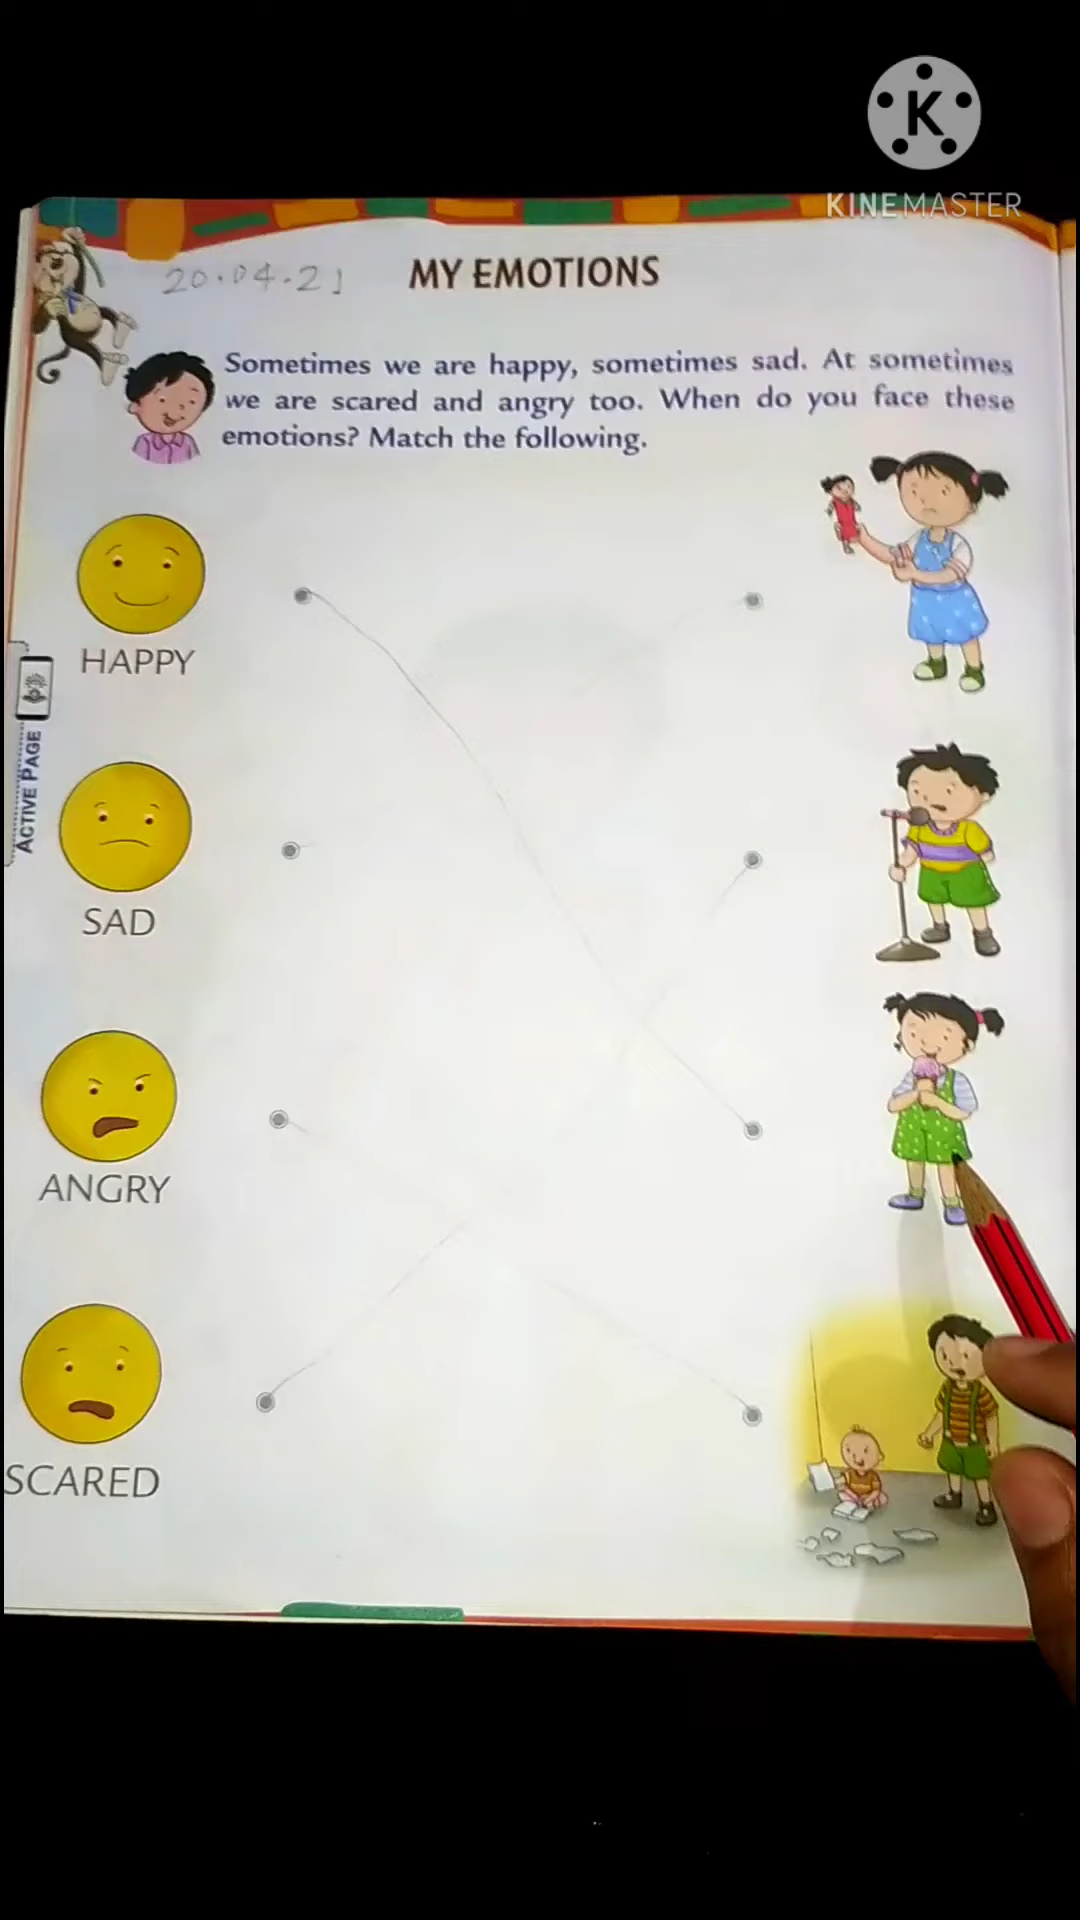 K
KINEMASTER
20.04.21
MY EMOTIONS
Sometimes we are happy, sometimes sad. At sometimes
we are scared and angry too. When do you face these
emotions? Match the following.
HAPPY
ACTIVE PAGE
SAD
ANGRY
SCARED